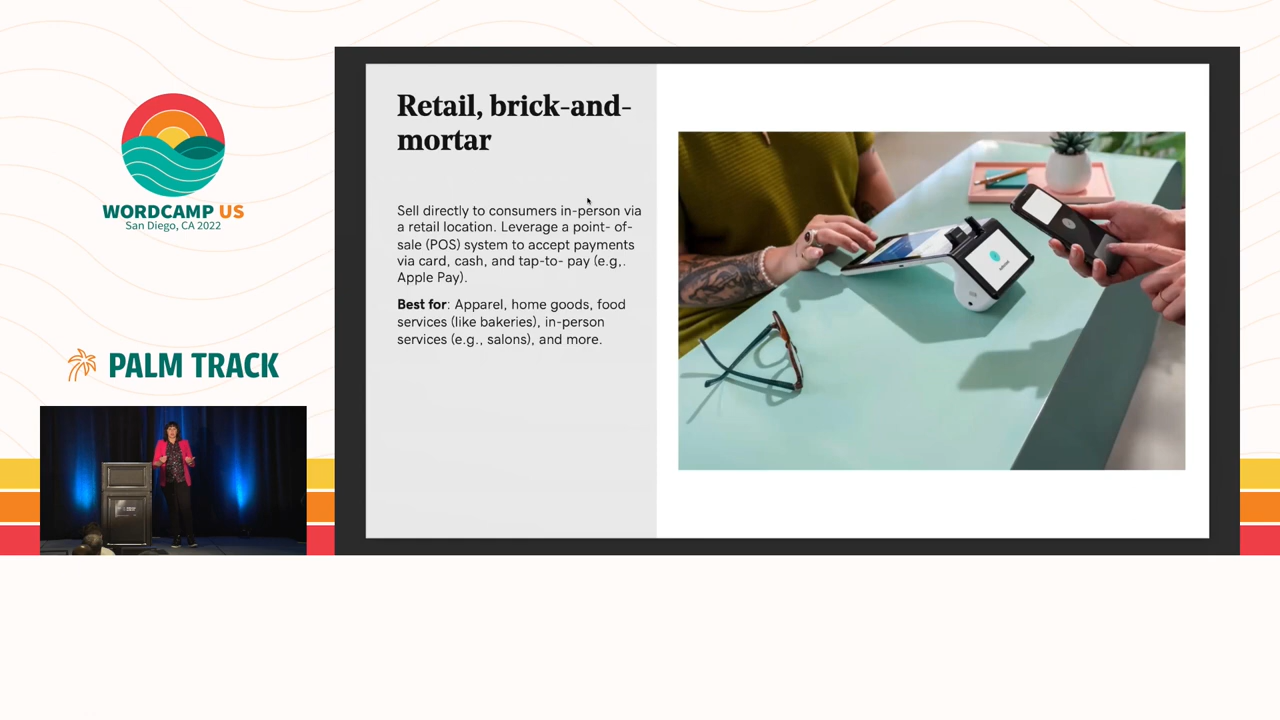 WORDCAMP US
San Diego, CA 2022
PALM TRACK
Retail, brick-and-
mortar
Sell directly to consumers in-person via
a retail location. Leverage a point- of-
sale (POS) system to accept payments
via card, cash, and tap-to- pay (e.g,.
Apple Pay).
Best for: Apparel, home goods, food
services (like bakeries), in-person
services (e.g., salons), and more.